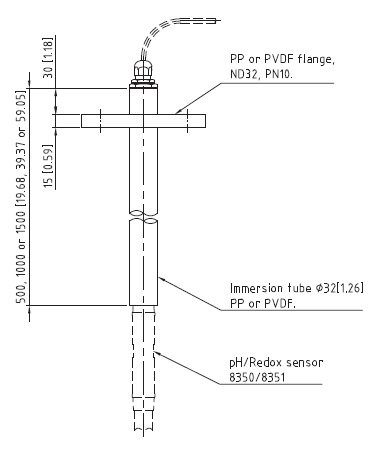 30 [1.18]
PP or PVDF flange,
ND32, PN10.
15 [0.59]
500, 1000 or 1500 [19.68, 39.37 or 59.05]
Immersion tube Φ32[1.26]
PP or PVDF.
pH/Redox sensor
8350/8351